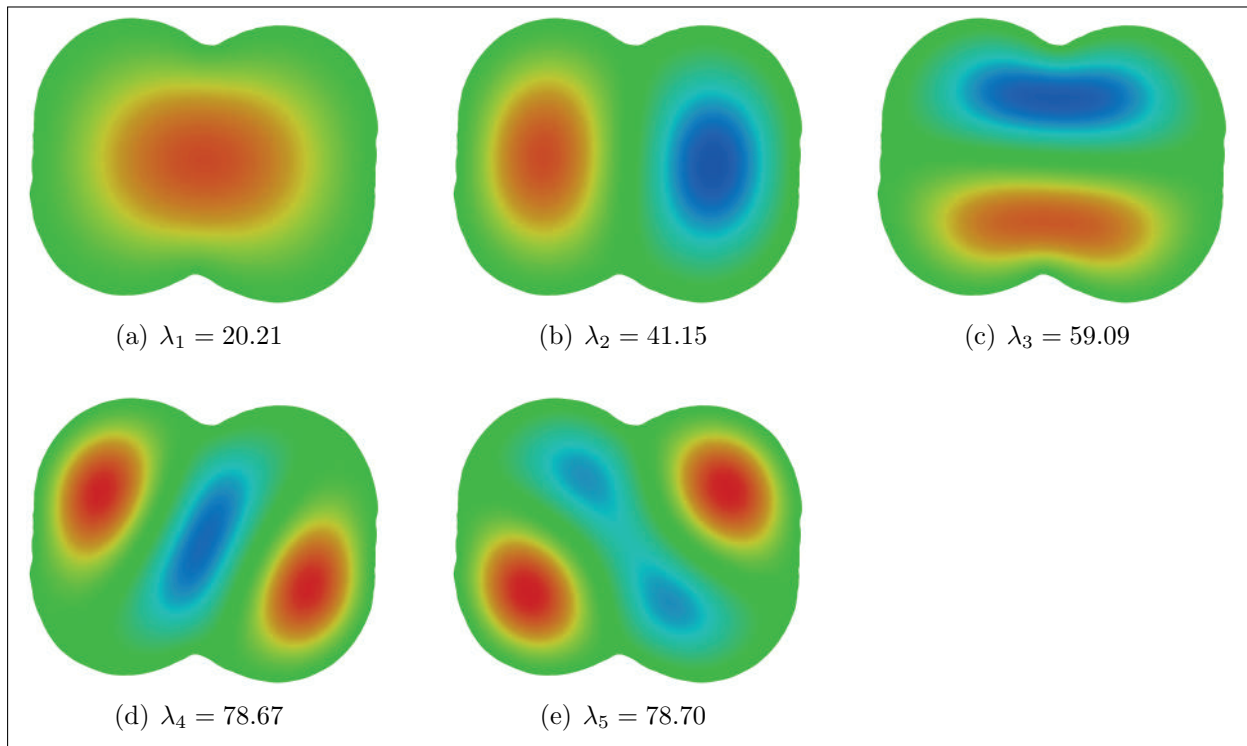 (a) λ₁ = 20.21
(b) λ₂ = 41.15
(c) λ₃ = 59.09
(d) λ₄ = 78.67
(e) λ₅ = 78.70